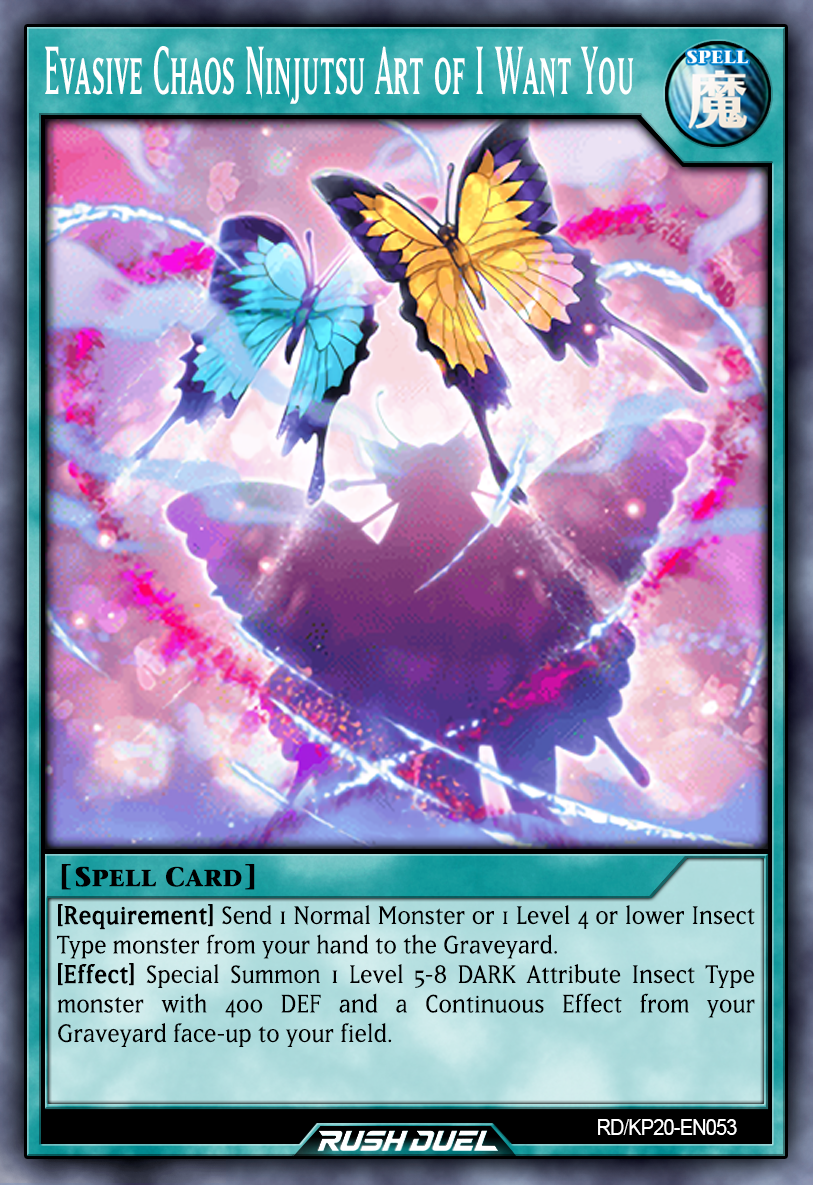 Evasive Chaos Ninjutsu Art of I Want You
SPELL
魔
[Spell Card]
[Requirement] Send 1 Normal Monster or 1 Level 4 or lower Insect
Type monster from your hand to the Graveyard.
[Effect] Special Summon 1 Level 5-8 DARK Attribute Insect Type
monster with 400 DEF and a Continuous Effect from your
Graveyard face-up to your field.
RD/KP20-EN053
RUSH DUEL